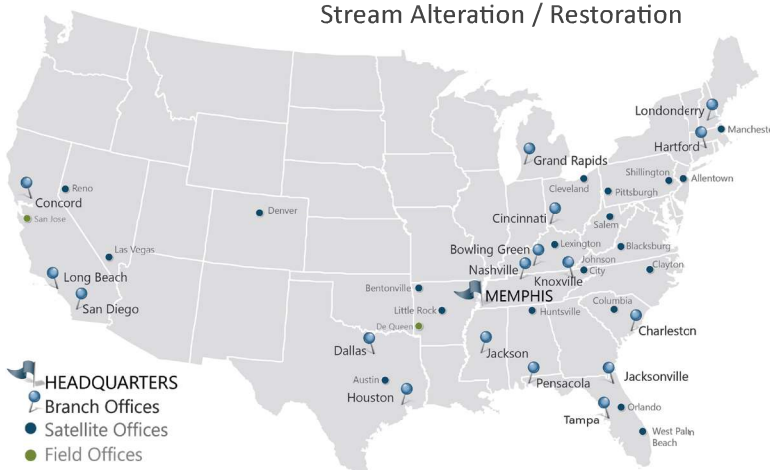 Stream Alteration / Restoration
Londonderry
Mancheste
Hartford
Grand Rapids
Shillington
Allentown
Cleveland
Pittsburgh
Concord
Reno
San Jose
Denver
Cincinnati
Salem
Bowling Green
Lexington
Blacksburg
Las Vegas
Nashville
Knoxville
Johnson
City
Clayton
Long Beach
Bentonville
MEMPHIS
San Diego
Little Rock
Huntsville
Columbia
De Queen
Charleston
Dallas
Jackson
HEADQUARTERS
Austin
Pensacola
Jacksonville
Branch Offices
Houston
Tampa
Orlando
Satellite Offices
West Palm
Beach
Field Offices